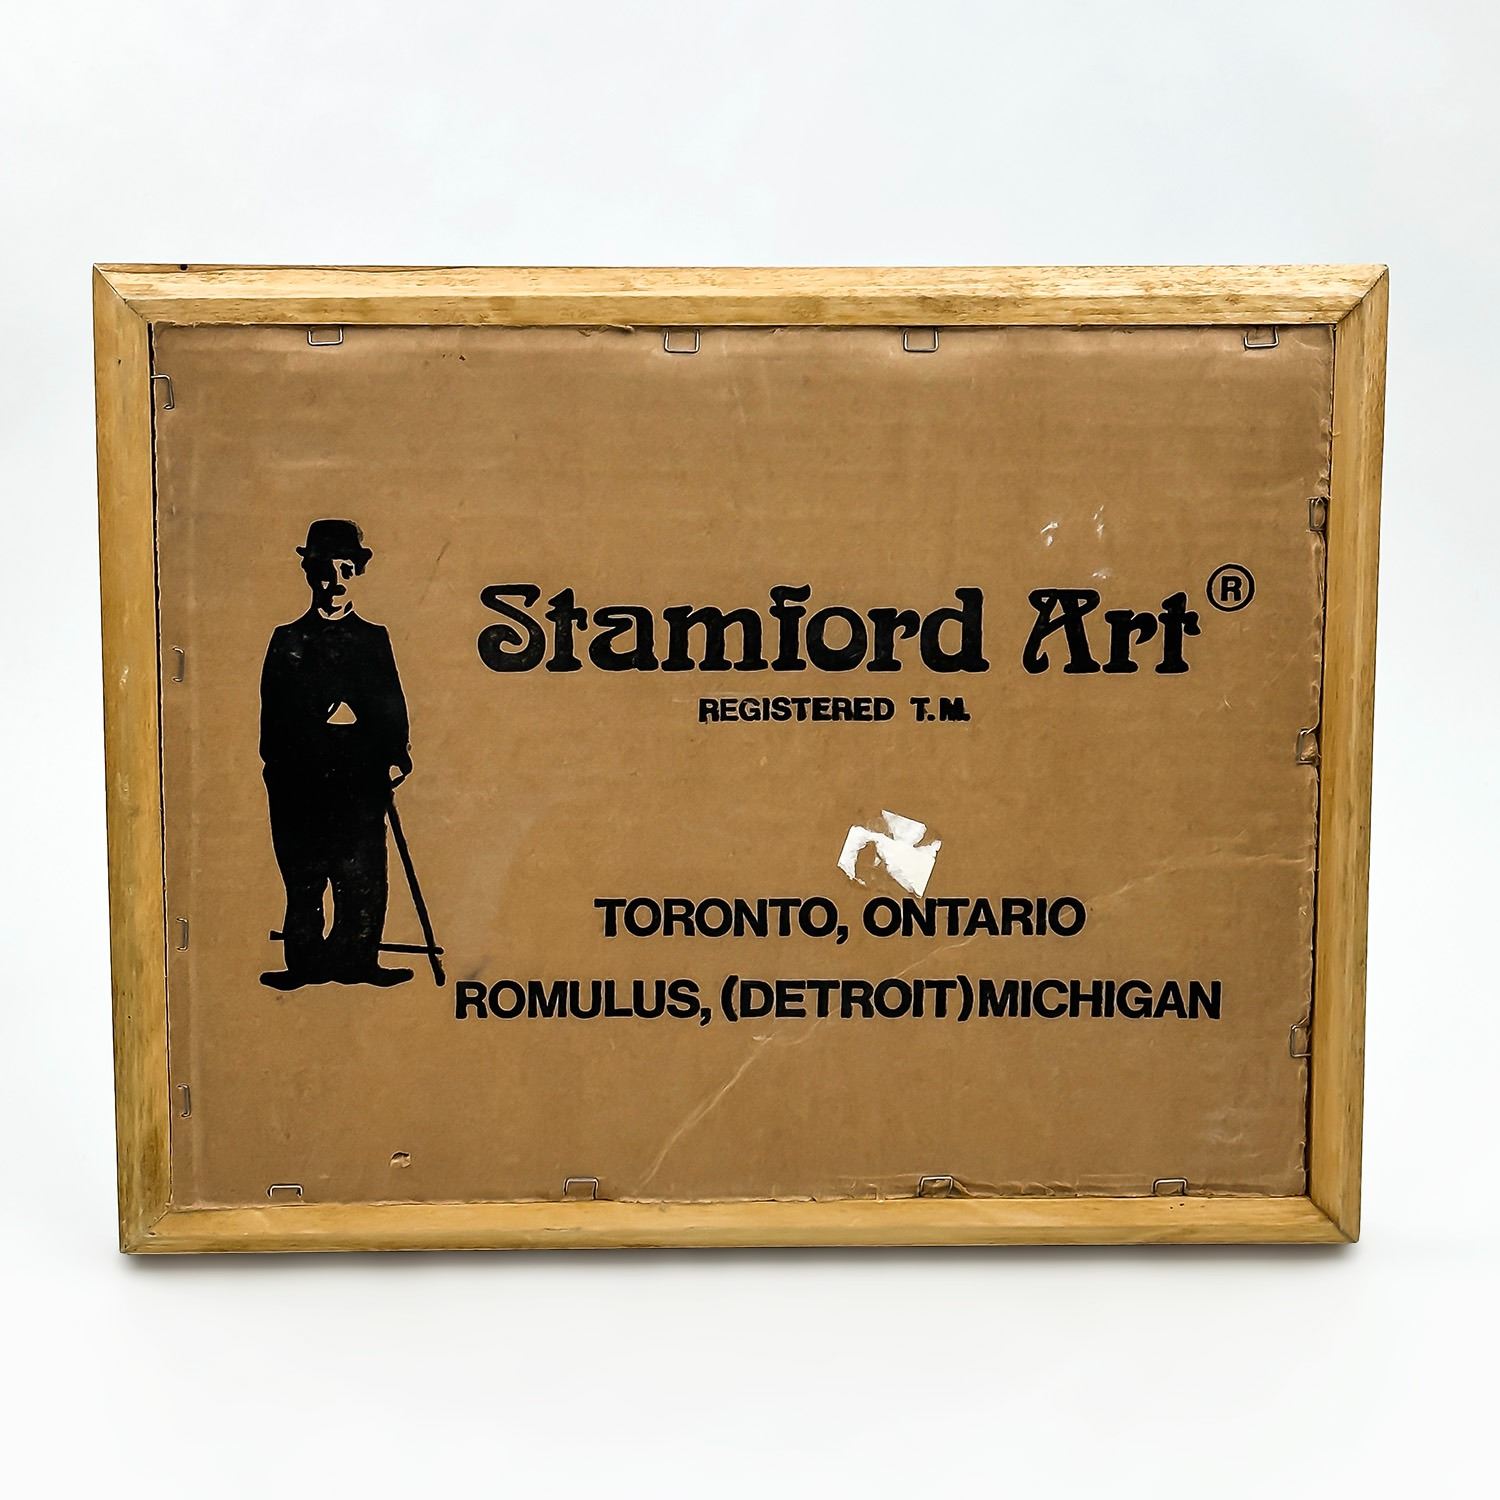 Stamford Art®
REGISTERED T.M.
TORONTO, ONTARIO
ROMULUS, (DETROIT) MICHIGAN